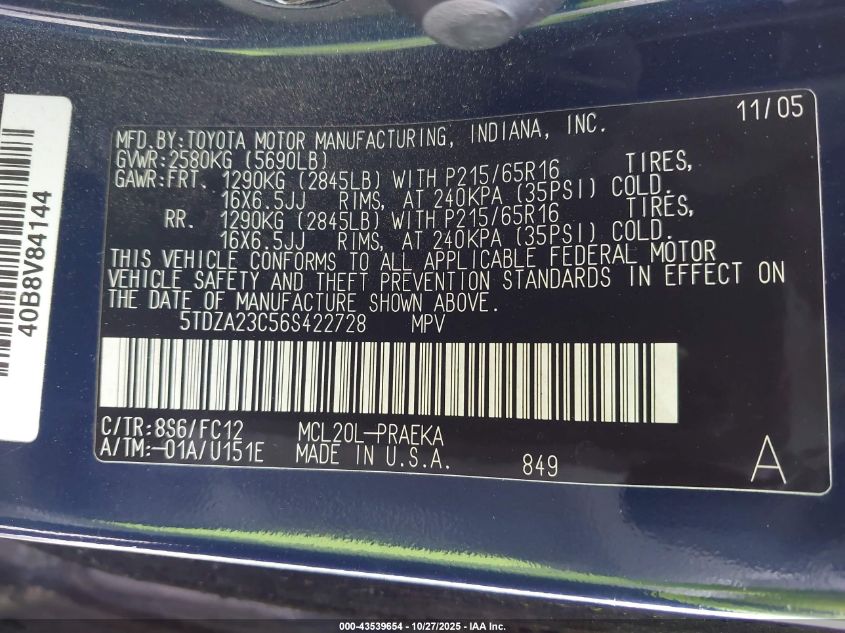 11/05
MFD.BY:TOYOTA MOTOR MANUFACTURING, INDIANA, INC.
GVWR:2580KG (5690LB)
GAWR:FRT. 1290KG (2845LB) WITH P215/65R16 TIRES,
16X6.5JJ RIMS, AT 240KPA (35PSI) COLD.
RR. 1290KG (2845LB) WITH P215/65R16 TIRES,
16X6.5JJ RIMS, AT 240KPA (35PSI) COLD.
THIS VEHICLE CONFORMS TO ALL APPLICABLE FEDERAL MOTOR
VEHICLE SAFETY AND THEFT PREVENTION STANDARDS IN EFFECT ON
THE DATE OF MANUFACTURE SHOWN ABOVE.
5TDZA23C56S422728 MPV
C/TR:8S6/FC12 MCL20L-PRAEKA
A/TM:-01A/U151E MADE IN U.S.A. 849 A
40B8V84144
000-43539654 - 10/27/2025 - IAA Inc.